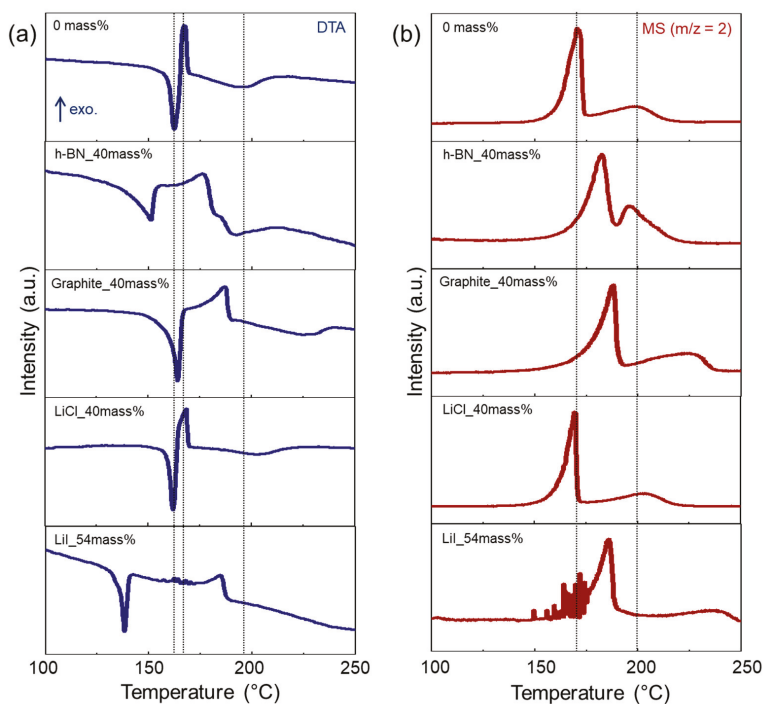 (a)
0 mass%
DTA
exo.
h-BN_40mass%
Graphite_40mass%
LiCl_40mass%
LiI_54mass%
Intensity (a.u.)
100 150 200 250
Temperature (°C)
(b)
0 mass%
MS (m/z = 2)
h-BN_40mass%
Graphite_40mass%
LiCl_40mass%
LiI_54mass%
Intensity (a.u.)
100 150 200 250
Temperature (°C)